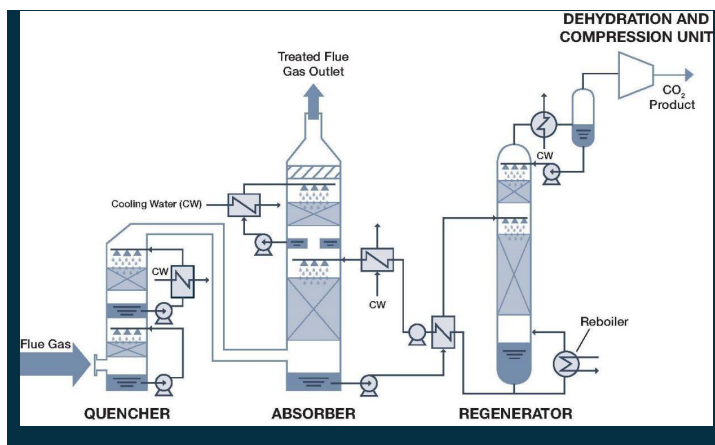 DEHYDRATION AND
COMPRESSION UNIT
Treated Flue
Gas Outlet
CO2
Product
CW
Cooling Water (CW)
CW
CW
Reboiler
Flue Gas
QUENCHER
ABSORBER
REGENERATOR